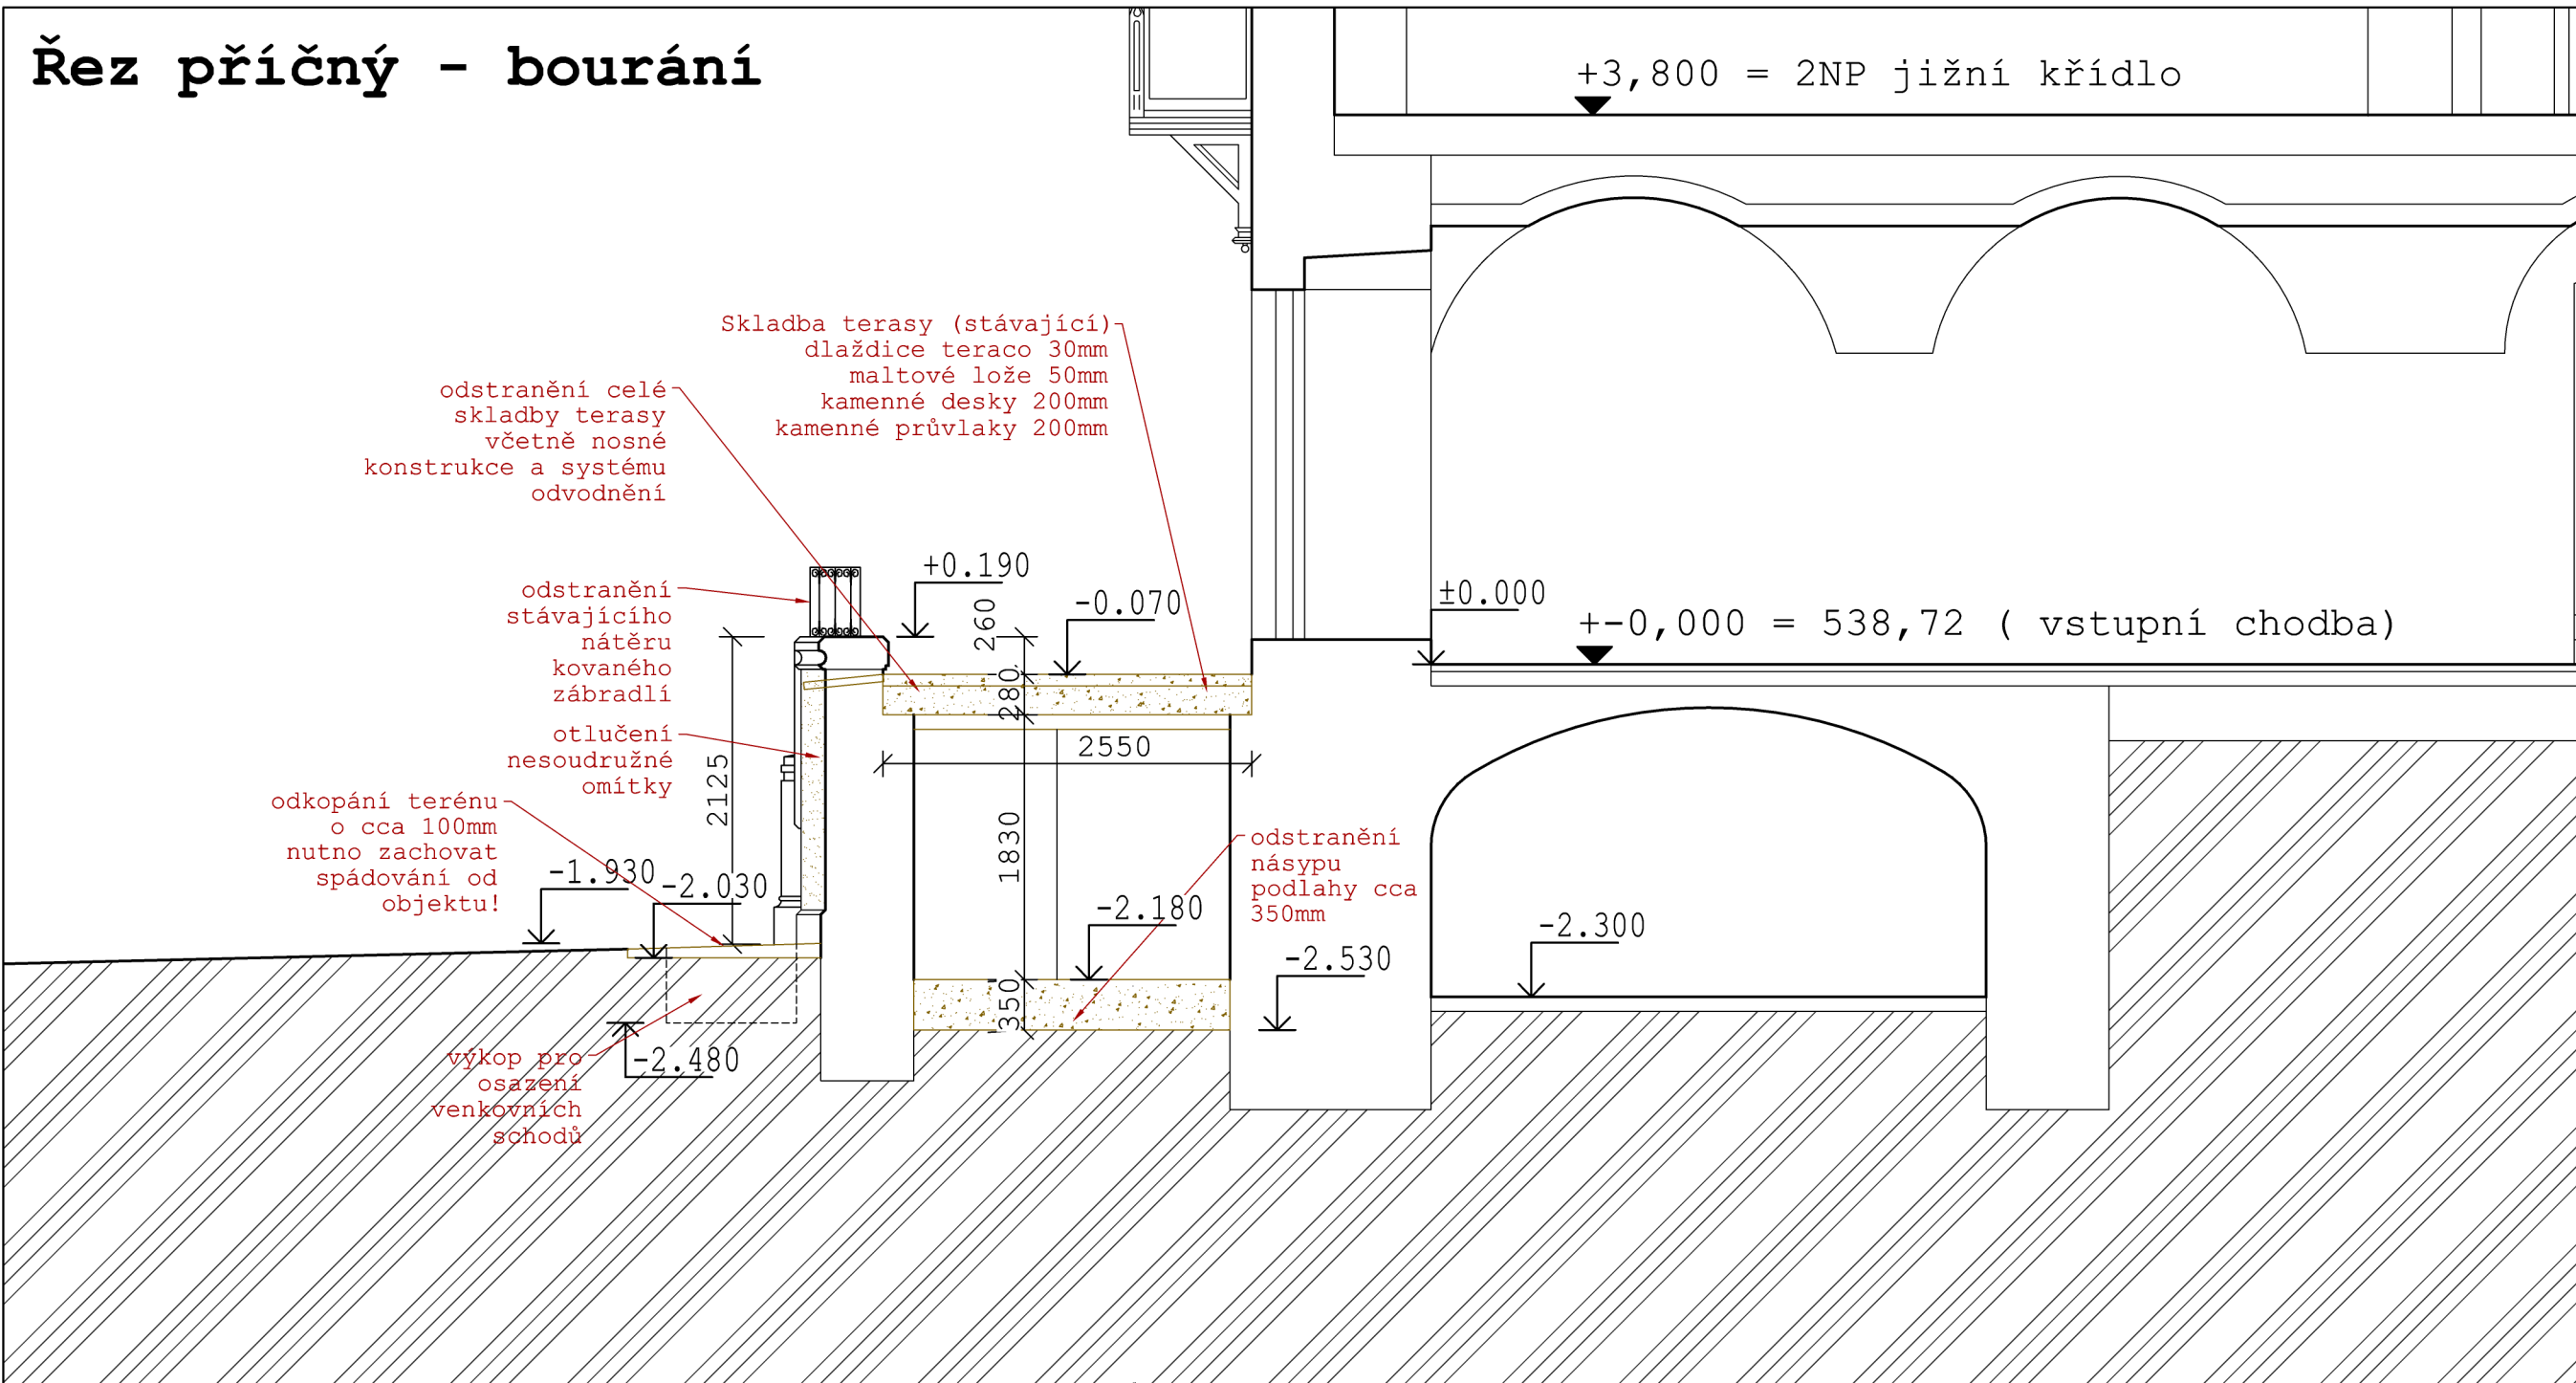 Řez příčný - bourání
+3,800 = 2NP jižní křídlo
Skladba terasy (stávající)
dlaždice teraco 30mm
maltové lože 50mm
kamenné desky 200mm
kamenné průvlaky 200mm
odstranění celé
skladby terasy
včetně nosné
konstrukce a systému
odvodnění
+0.190
-0.070
±0.000
+-0,000 = 538,72 ( vstupní chodba)
odstranění
stávajícího
nátěru
kovaného
zábradlí
260
280
otlučení
nesoudružné
omítky
2550
2125
odkopání terénu
o cca 100mm
nutno zachovat
spádování od
objektu!
1830
odstranění
násypu
podlahy cca
350mm
-1.930
-2.030
-2.180
-2.300
-2.530
350
-2.480
výkop pro
osazení
venkovních
schodů